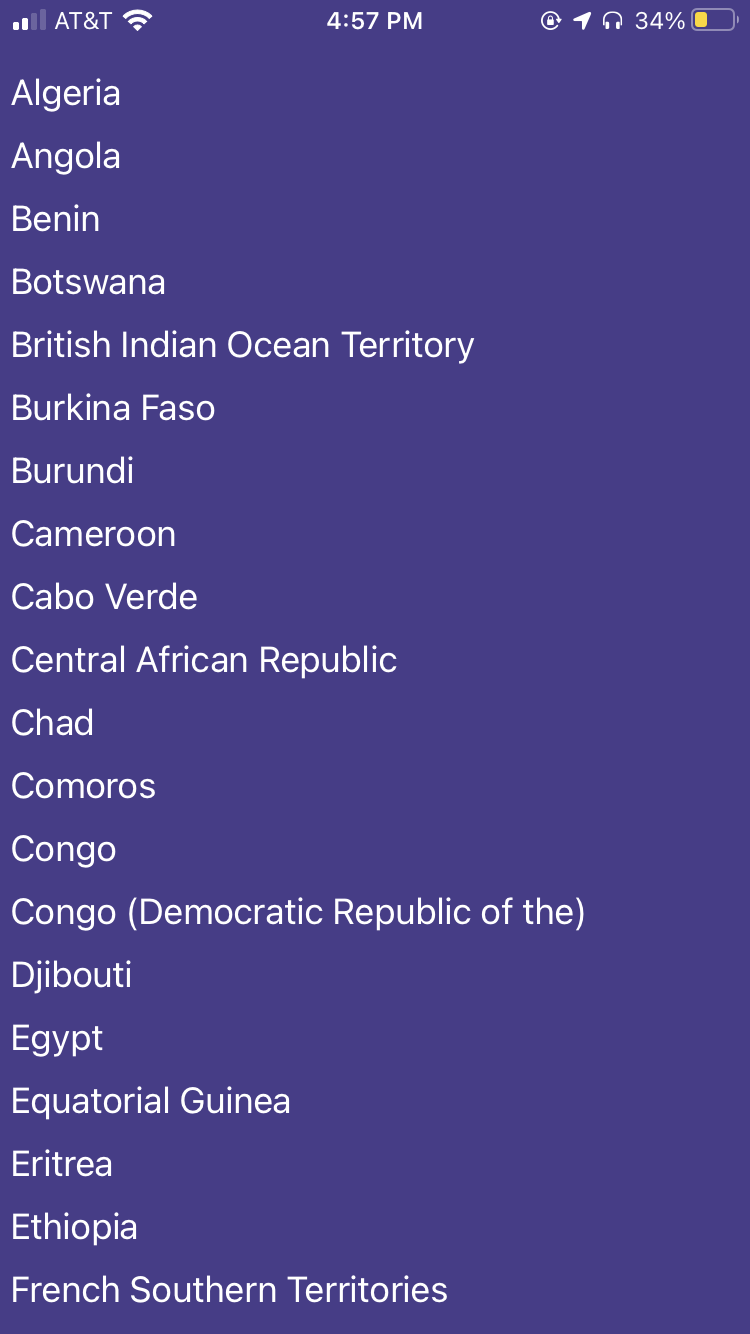 AT&T 4:57 PM 34%
Algeria
Angola
Benin
Botswana
British Indian Ocean Territory
Burkina Faso
Burundi
Cameroon
Cabo Verde
Central African Republic
Chad
Comoros
Congo
Congo (Democratic Republic of the)
Djibouti
Egypt
Equatorial Guinea
Eritrea
Ethiopia
French Southern Territories